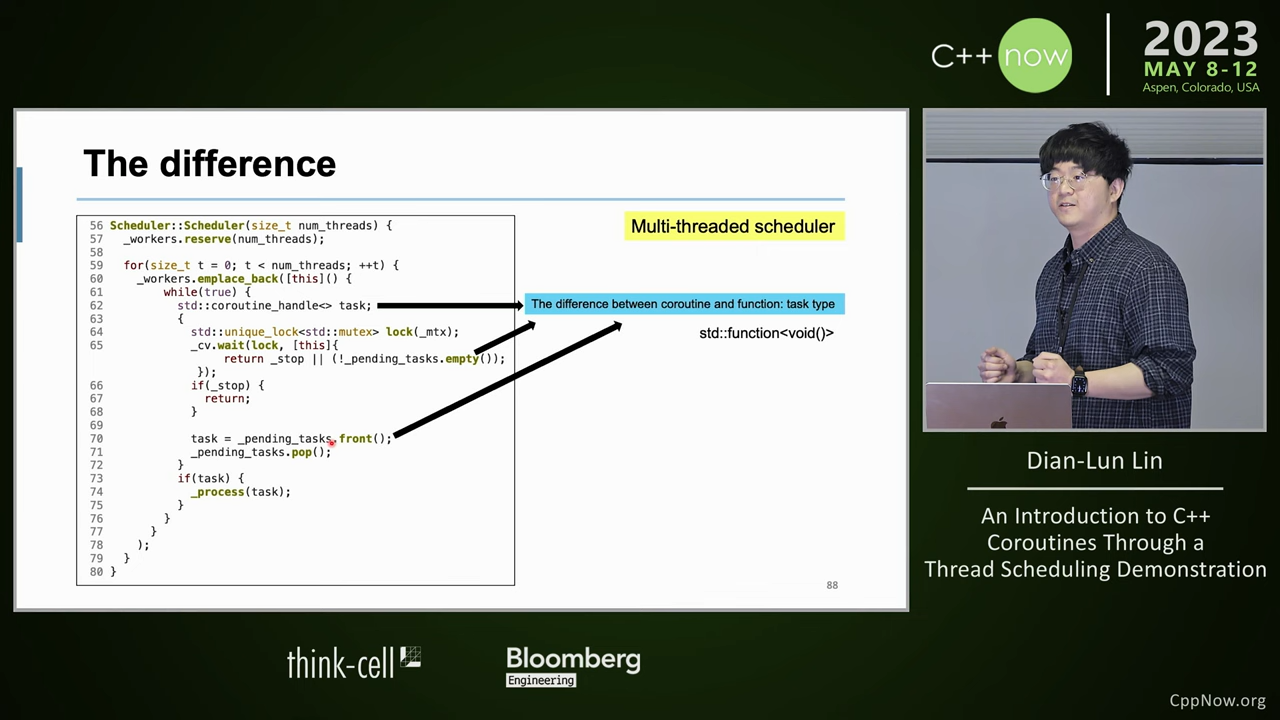 C++ now
2023
MAY 8-12
Aspen, Colorado, USA
The difference
56 Scheduler::Scheduler(size_t num_threads) {
57 _workers.reserve(num_threads);
58
59 for(size_t t = 0; t < num_threads; ++t) {
60 _workers.emplace_back([this]() {
61 while(true) {
62 std::coroutine_handle<> task;
63 {
64 std::unique_lock<std::mutex> lock(_mtx);
65 _cv.wait(lock, [this]{
return _stop || (!_pending_tasks.empty());
});
66 if(_stop) {
67 return;
68 }
69
70 task = _pending_tasks.front();
71 _pending_tasks.pop();
72 }
73 if(task) {
74 _process(task);
75 }
76 }
77 }
78 );
79 }
80 }
Multi-threaded scheduler
The difference between coroutine and function: task type
std::function<void()>
88
Dian-Lun Lin
An Introduction to C++
Coroutines Through a
Thread Scheduling Demonstration
think-cell
Bloomberg
Engineering
CppNow.org